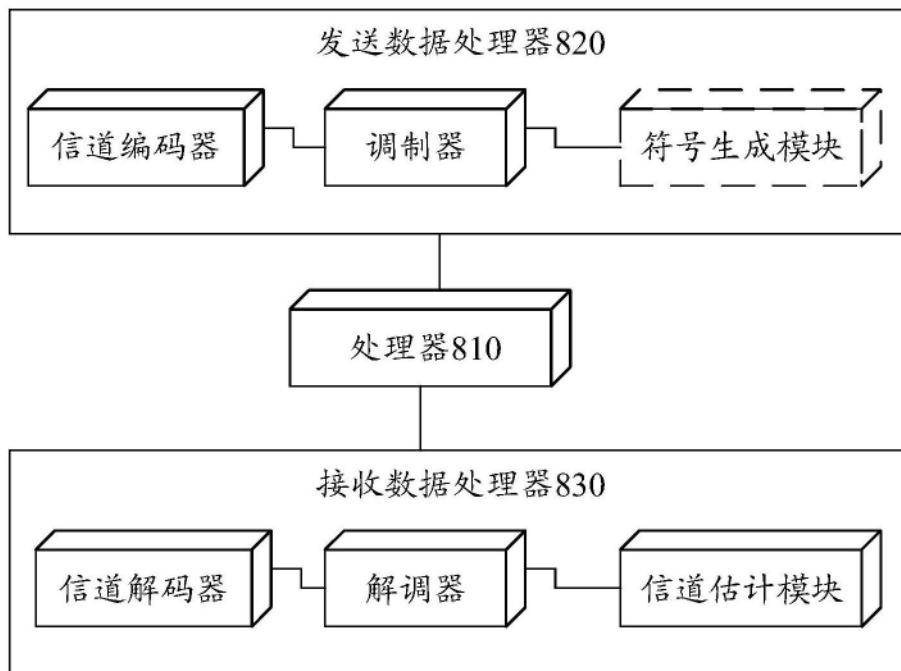 发送数据处理器820
信道编码器
调制器
符号生成模块
处理器810
接收数据处理器830
信道解码器
解调器
信道估计模块